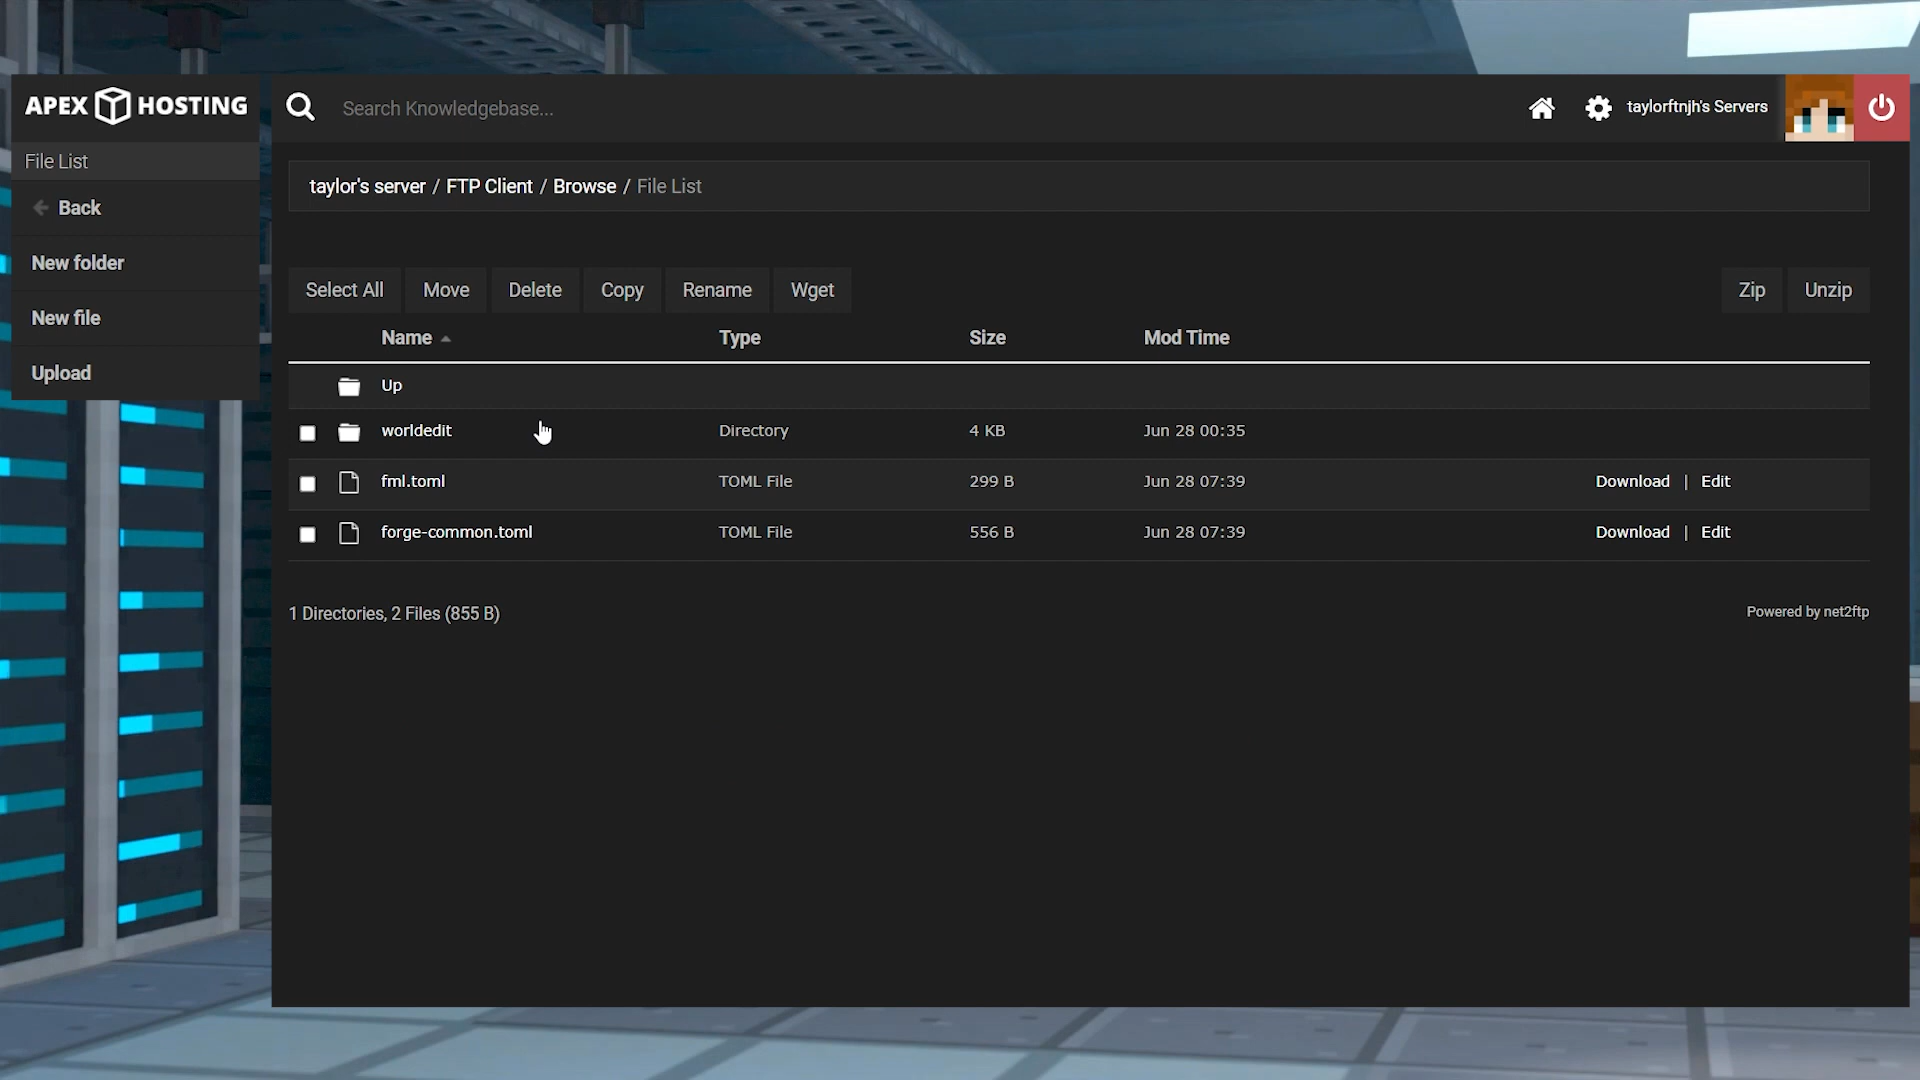 APEX HOSTING
Search Knowledgebase...
taylorftnjh's Servers
File List
Back
New folder
New file
Upload
taylor's server / FTP Client / Browse / File List
Select All Move Delete Copy Rename Wget Zip Unzip
Name Type Size Mod Time
Up
worldedit Directory 4 KB Jun 28 00:35
fml.toml TOML File 299 B Jun 28 07:39 Download | Edit
forge-common.toml TOML File 556 B Jun 28 07:39 Download | Edit
1 Directories, 2 Files (855 B)
Powered by net2ftp